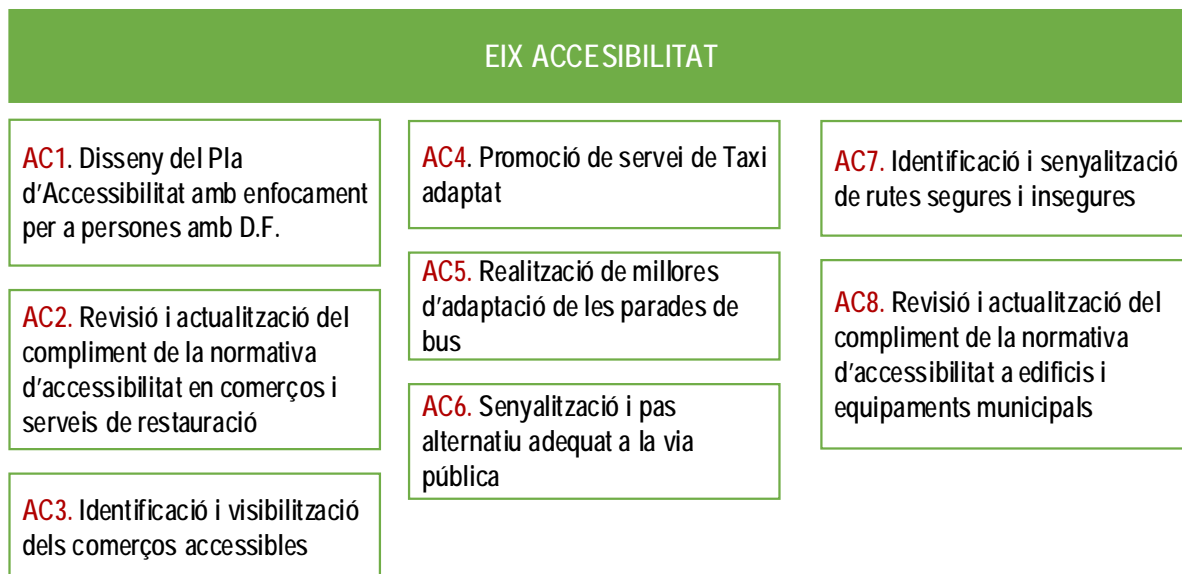 EIX ACCESIBILITAT
AC1. Disseny del Pla
d'Accessibilitat amb enfocament
per a persones amb D.F.
AC2. Revisió i actualització del
compliment de la normativa
d'accessibilitat en comerços i
serveis de restauració
AC3. Identificació i visibilització
dels comerços accessibles
AC4. Promoció de servei de Taxi
adaptat
AC5. Realització de millores
d'adaptació de les parades de
bus
AC6. Senyalització i pas
alternatiu adequat a la via
pública
AC7. Identificació i senyalització
de rutes segures i insegures
AC8. Revisió i actualització del
compliment de la normativa
d'accessibilitat a edificis i
equipaments municipals